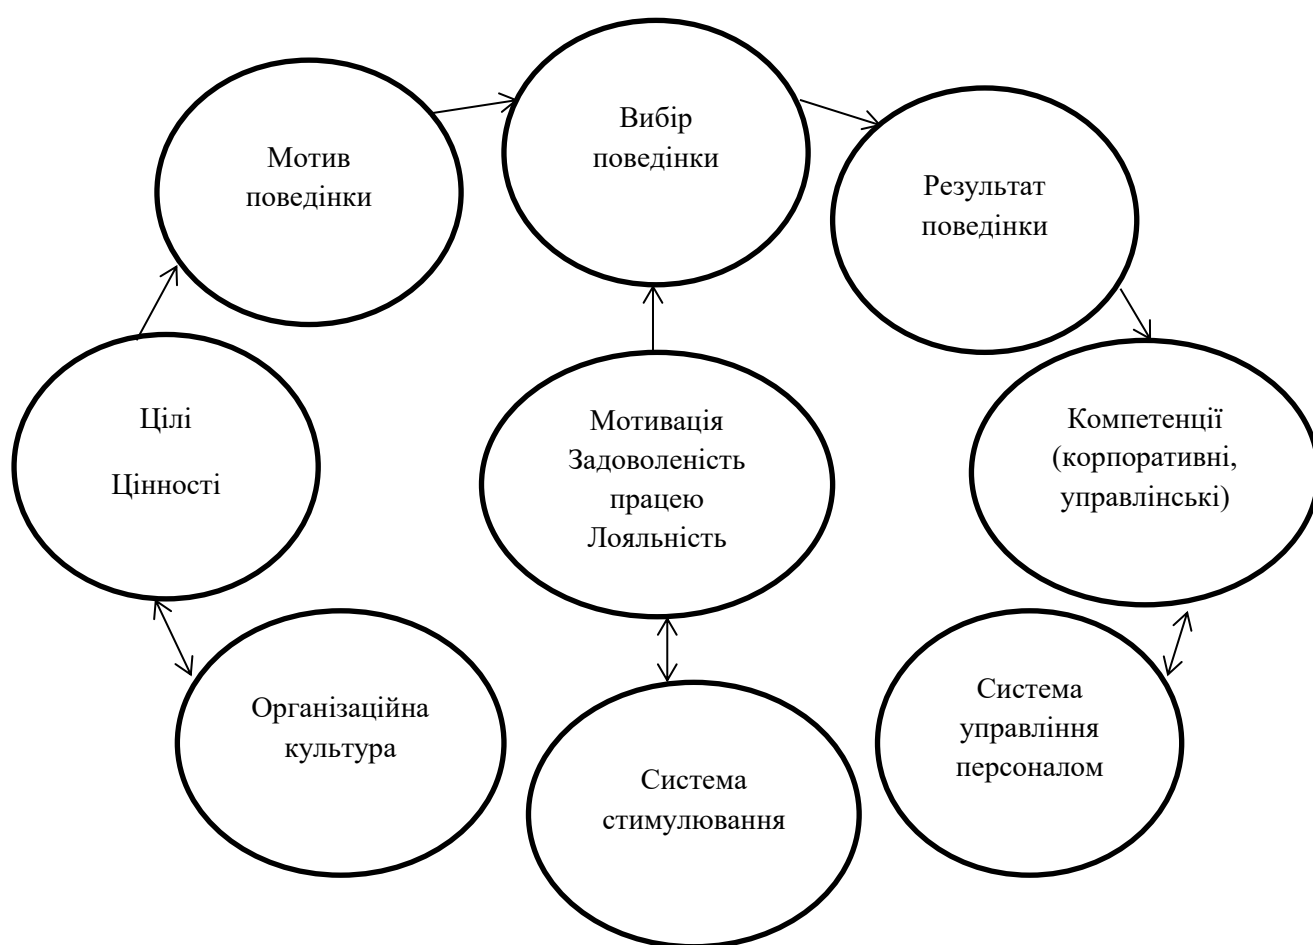 Мотив
поведінки
Вибір
поведінки
Результат
поведінки
Цілі
Цінності
Мотивація
Задоволеність
працею
Лояльність
Компетенції
(корпоративні,
управлінські)
Організаційна
культура
Система
стимулювання
Система
управління
персоналом